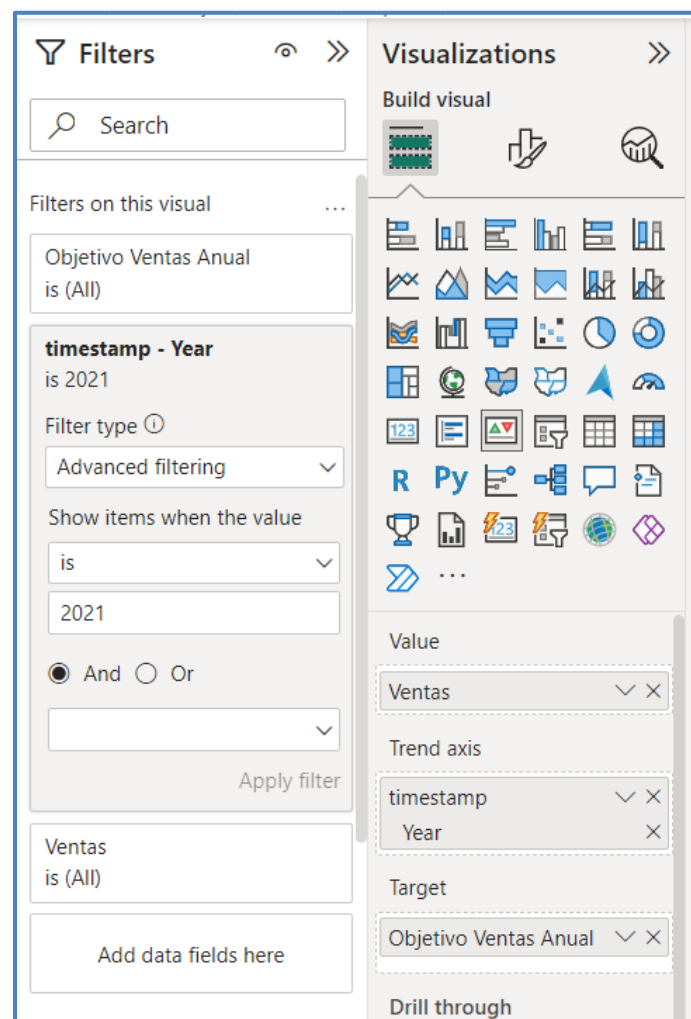 Filters
Search
Filters on this visual
...
Objetivo Ventas Anual
is (All)
timestamp - Year
is 2021
Filter type
Advanced filtering
Show items when the value
is
2021
And
Or
Apply filter
Ventas
is (All)
Add data fields here
Visualizations
Build visual
123
R
Py
123
...
Value
Ventas
Trend axis
timestamp
Year
Target
Objetivo Ventas Anual
Drill through